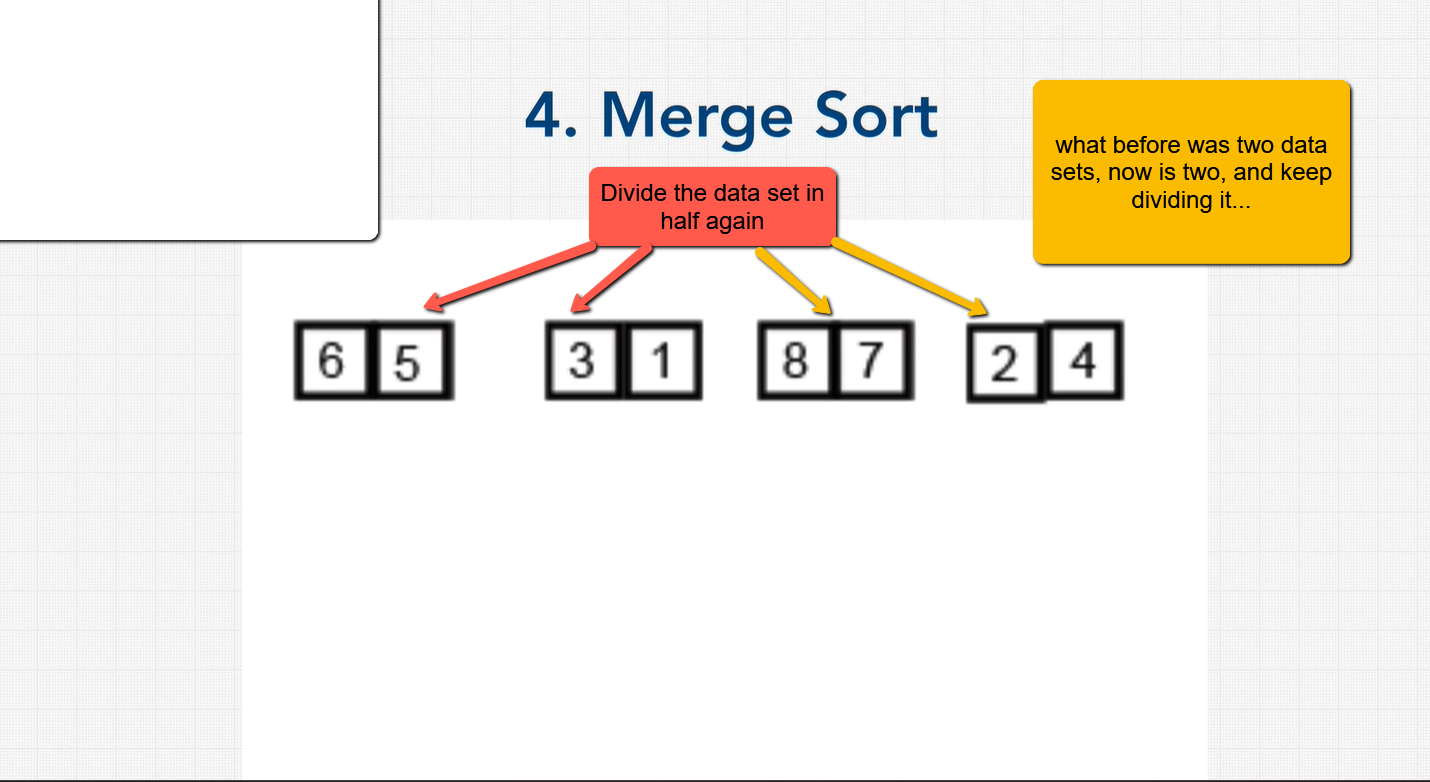 4. Merge Sort
what before was two data
sets, now is two, and keep
dividing it...
Divide the data set in
half again
6 5 3 1 8 7 2 4